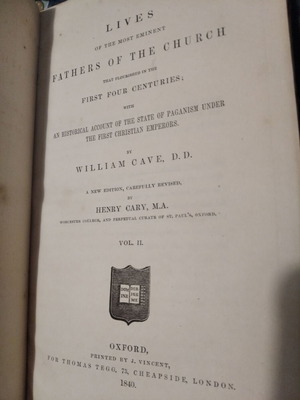 LIVES
OF THE MOST EMINENT
FATHERS OF THE CHURCH
THAT FLOURISHED IN THE
FIRST FOUR CENTURIES;
WITH
AN HISTORICAL ACCOUNT OF THE STATE OF PAGANISM UNDER
THE FIRST CHRISTIAN EMPERORS.
BY
WILLIAM CAVE, D.D.
A NEW EDITION, CAREFULLY REVISED,
BY
HENRY CARY, M.A.
WORCESTER COLLEGE, AND PERPETUAL CURATE OF ST. PAUL'S, OXFORD.
VOL. II.
OXFORD,
PRINTED BY J. VINCENT,
FOR THOMAS TEGG, 73, CHEAPSIDE, LONDON.
1840.